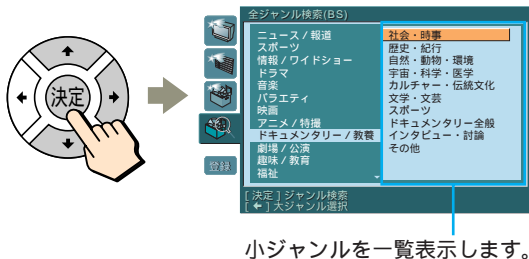 決定
全ジャンル検索(BS)
ニュース / 報道
スポーツ
情報 / ワイドショー
ドラマ
音楽
バラエティ
映画
アニメ / 特撮
ドキュメンタリー / 教養
劇場 / 公演
趣味 / 教育
福祉
社会・時事
歴史・紀行
自然・動物・環境
宇宙・科学・医学
カルチャー・伝統文化
文学・文芸
スポーツ
ドキュメンタリー全般
インタビュー・討論
その他
登録
[ 決定 ] ジャンル検索
[ ← ] 大ジャンル選択
小ジャンルを一覧表示します。